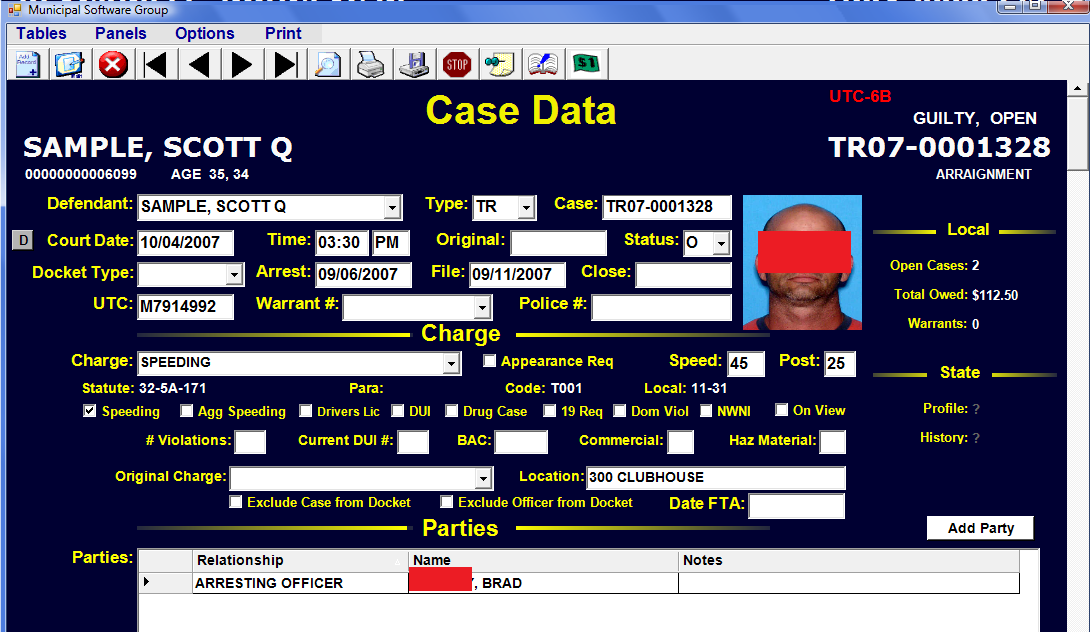 Municipal Software Group
Tables Panels Options Print
Add Record STOP $1
UTC-6B
Case Data
GUILTY, OPEN
SAMPLE, SCOTT Q TR07-0001328
00000000006099 AGE 35, 34 ARRAIGNMENT
Defendant: SAMPLE, SCOTT Q Type: TR Case: TR07-0001328
Local
D Court Date: 10/04/2007 Time: 03:30 PM Original: Status: O
Open Cases: 2
Docket Type: Arrest: 09/06/2007 File: 09/11/2007 Close:
Total Owed: $112.50
UTC: M7914992 Warrant #: Police #:
Warrants: 0
Charge
Charge: SPEEDING Appearance Req Speed: 45 Post: 25
State
Statute: 32-5A-171 Para: Code: T001 Local: 11-31
Speeding Agg Speeding Drivers Lic DUI Drug Case 19 Req Dom Viol NWNI On View
Profile: ?
# Violations: Current DUI #: BAC: Commercial: Haz Material:
History: ?
Original Charge: Location: 300 CLUBHOUSE
Exclude Case from Docket Exclude Officer from Docket Date FTA:
Parties
Add Party
Parties: Relationship Name Notes
ARRESTING OFFICER , BRAD